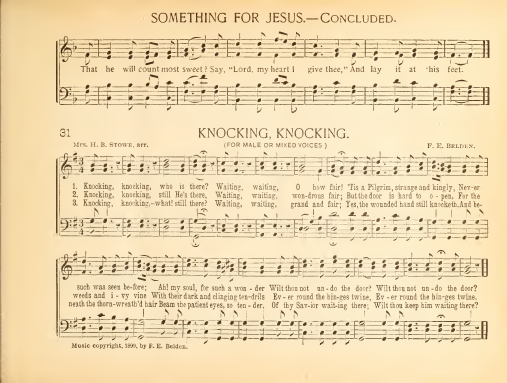 SOMETHING FOR JESUS.—CONCLUDED.
That he will count most sweet? Say, "Lord, my heart I give thee," And lay it at his feet.
31 KNOCKING, KNOCKING.
MRS. H. B. STOWE, arr. (FOR MALE OR MIXED VOICES) F. E. BELDEN.
1. Knocking, knocking, who is there? Waiting, waiting, O how fair! 'Tis a Pilgrim, strange and kingly, Nev-er
2. Knocking, knocking, still He's there, Waiting, waiting, won-drous fair; But the door is hard to o-pen, For the
3. Knocking, knocking,—what! still there? Waiting, waiting, grand and fair; Yes, the wounded hand still knocketh, And be-
such was seen be-fore; Ah! my soul, for such a won-der Wilt thou not un-do the door? Wilt thou not un-do the door?
weeds and i-vy vine With their dark and clinging ten-drils Ev-er round the hin-ges twine, Ev-er round the hin-ges twine.
neath the thorn-wreath'd hair Beam the patient eyes, so ten-der, Of thy Sav-ior wait-ing there; Wilt thou keep him waiting there?
Music copyright, 1899, by F. E. Belden.